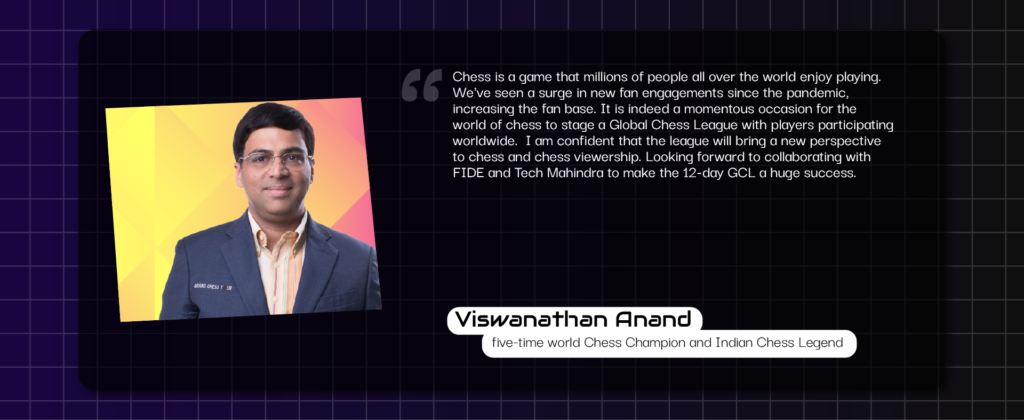 Chess is a game that millions of people all over the world enjoy playing.
We've seen a surge in new fan engagements since the pandemic,
increasing the fan base. It is indeed a momentous occasion for the
world of chess to stage a Global Chess League with players participating
worldwide.  I am confident that the league will bring a new perspective
to chess and chess viewership. Looking forward to collaborating with
FIDE and Tech Mahindra to make the 12-day GCL a huge success.
Viswanathan Anand
five-time world Chess Champion and Indian Chess Legend